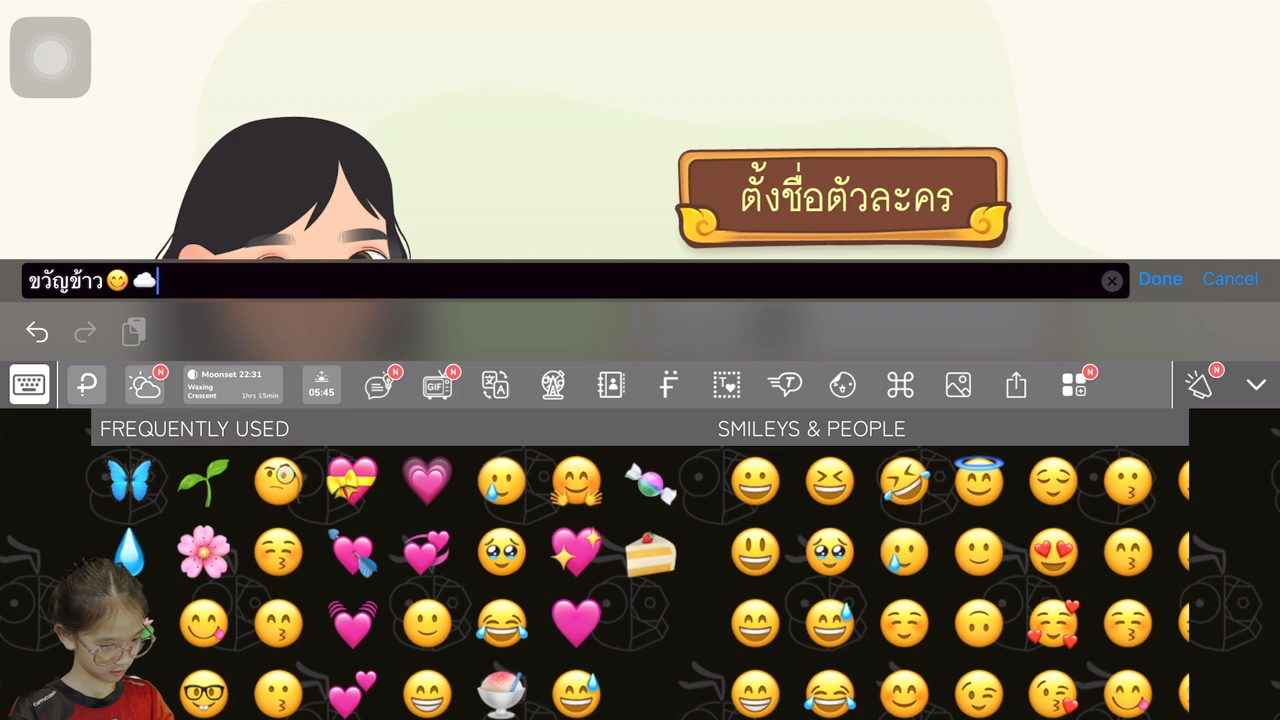 ตั้งชื่อตัวละคร
ขวัญข้าว😋☁️
Done
Cancel
N
Moonset 22:31
Waxing
Crescent
1hrs 15min
05:45
N
GIF
N
N
N
FREQUENTLY USED
SMILEYS & PEOPLE